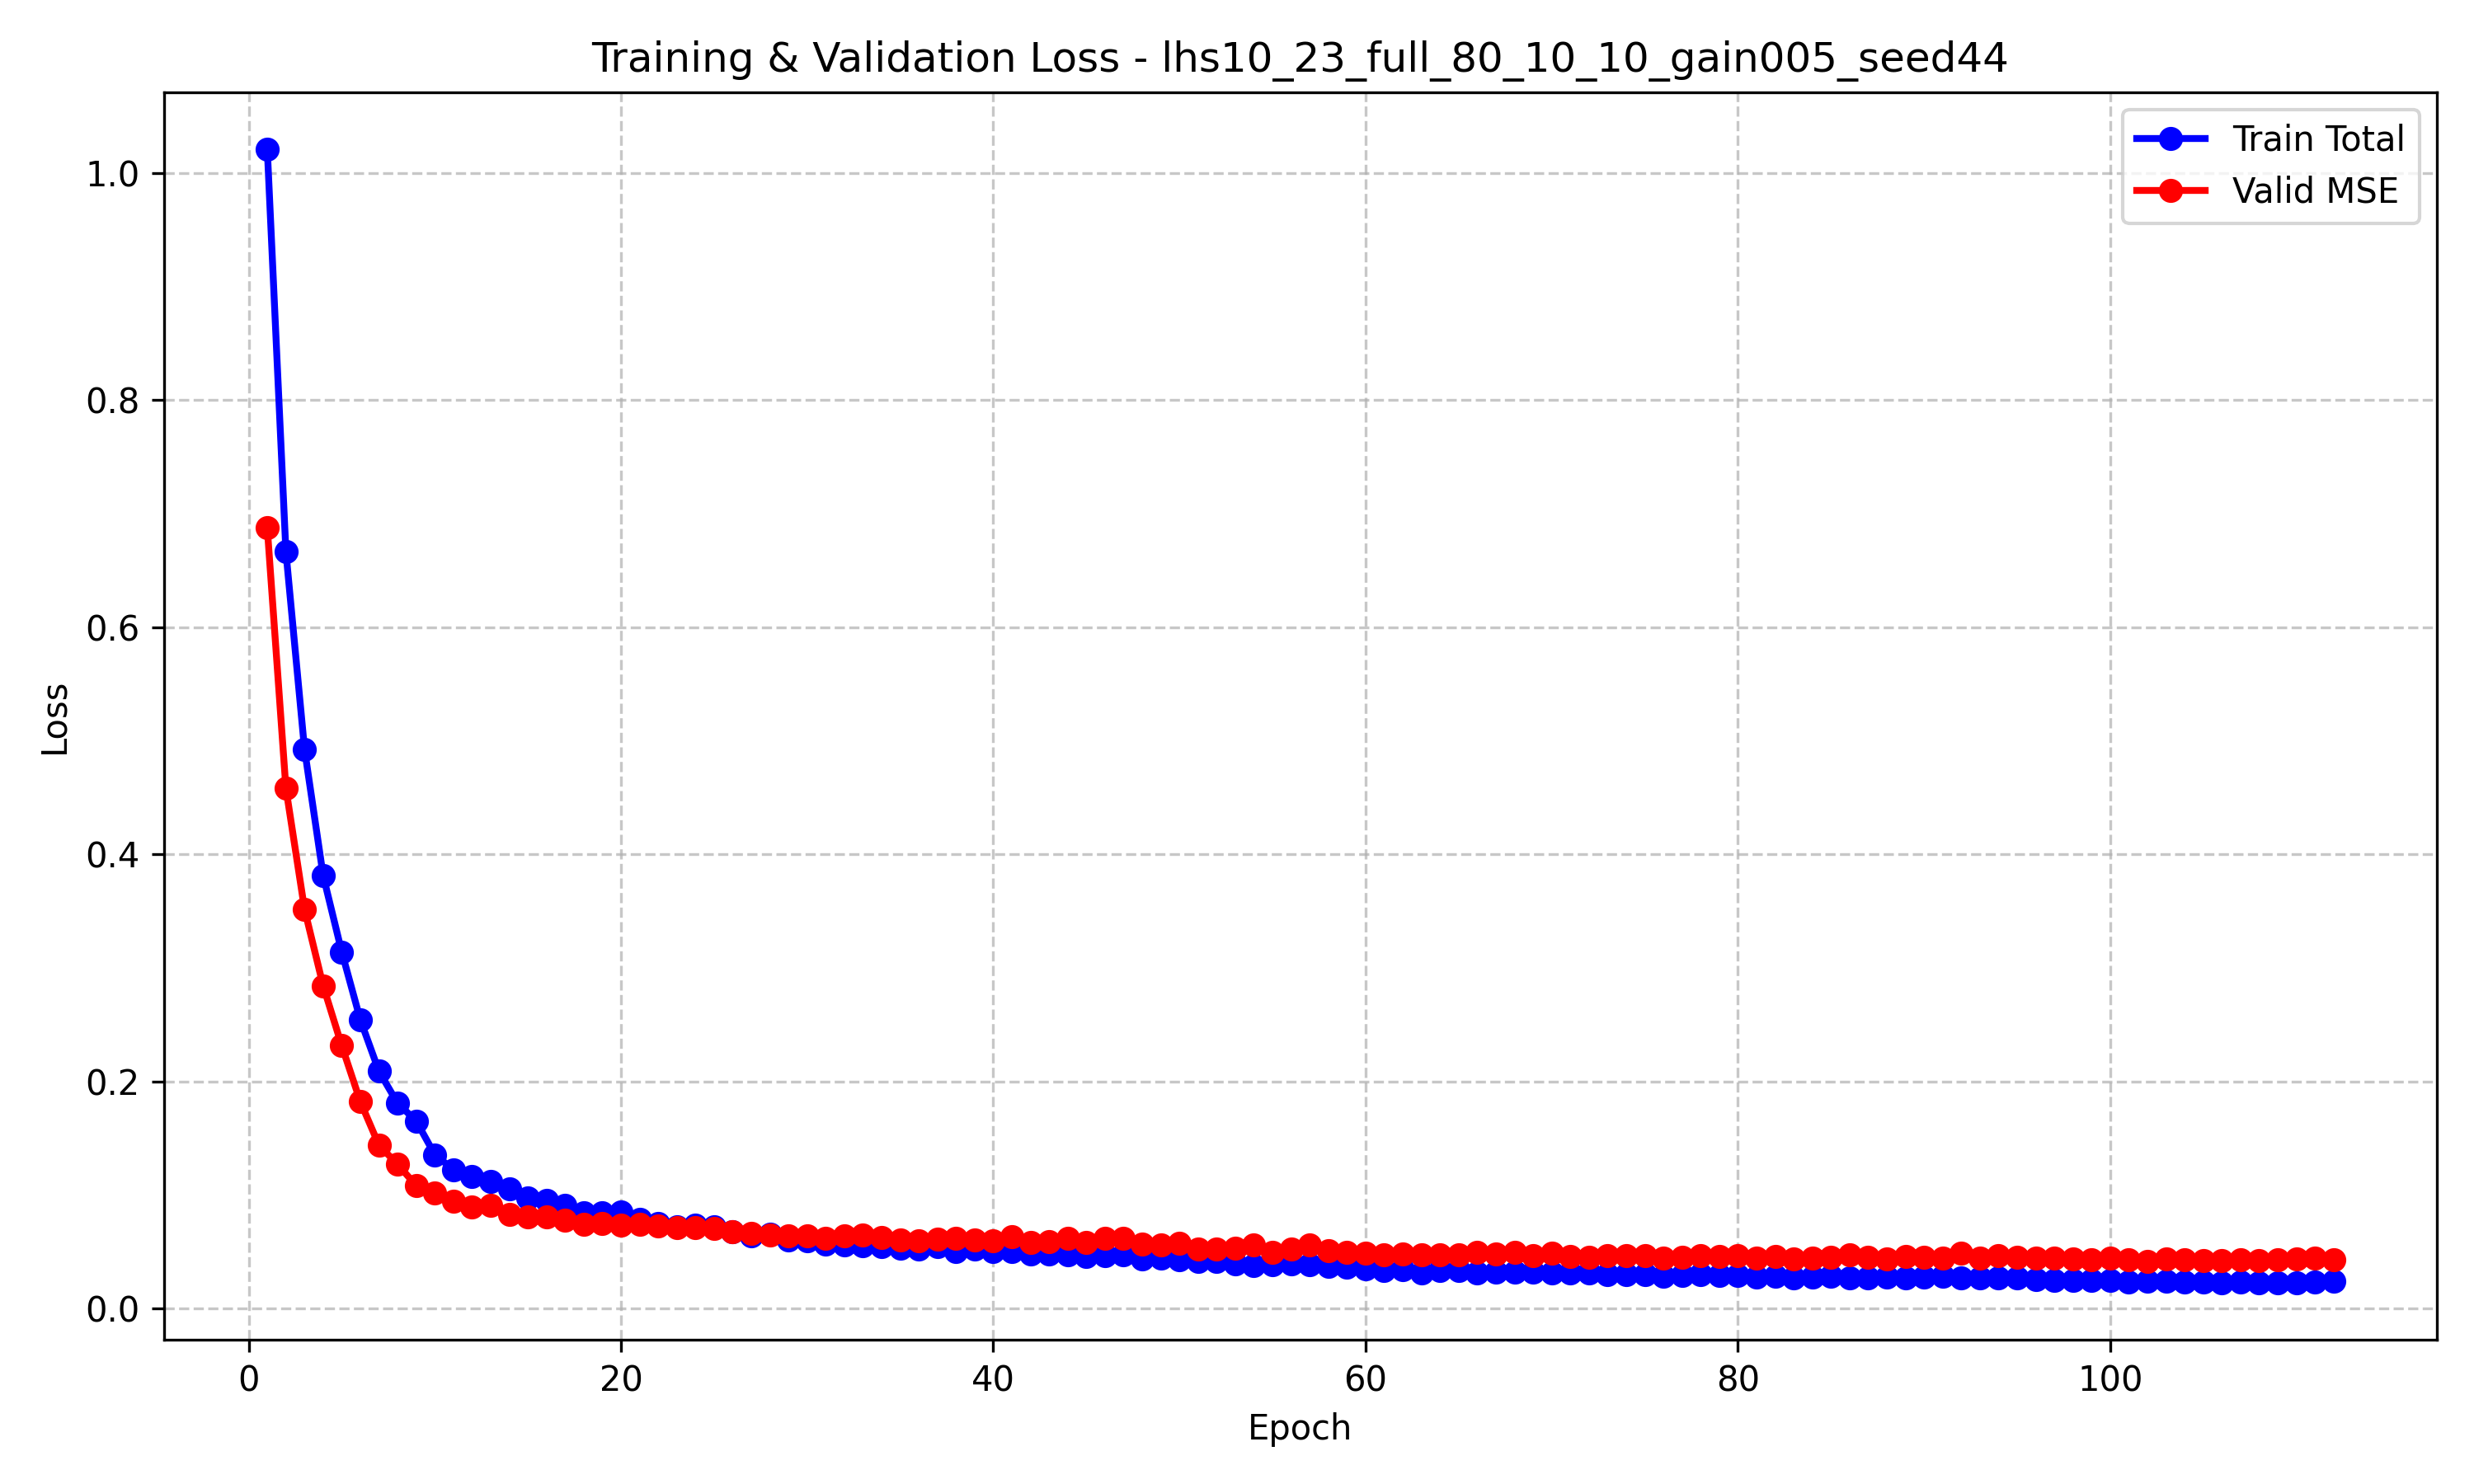 Training & Validation Loss - lhs10_23_full_80_10_10_gain005_seed44
Train Total
Valid MSE
1.0
0.8
0.6
0.4
0.2
0.0
Loss
0 20 40 60 80 100
Epoch